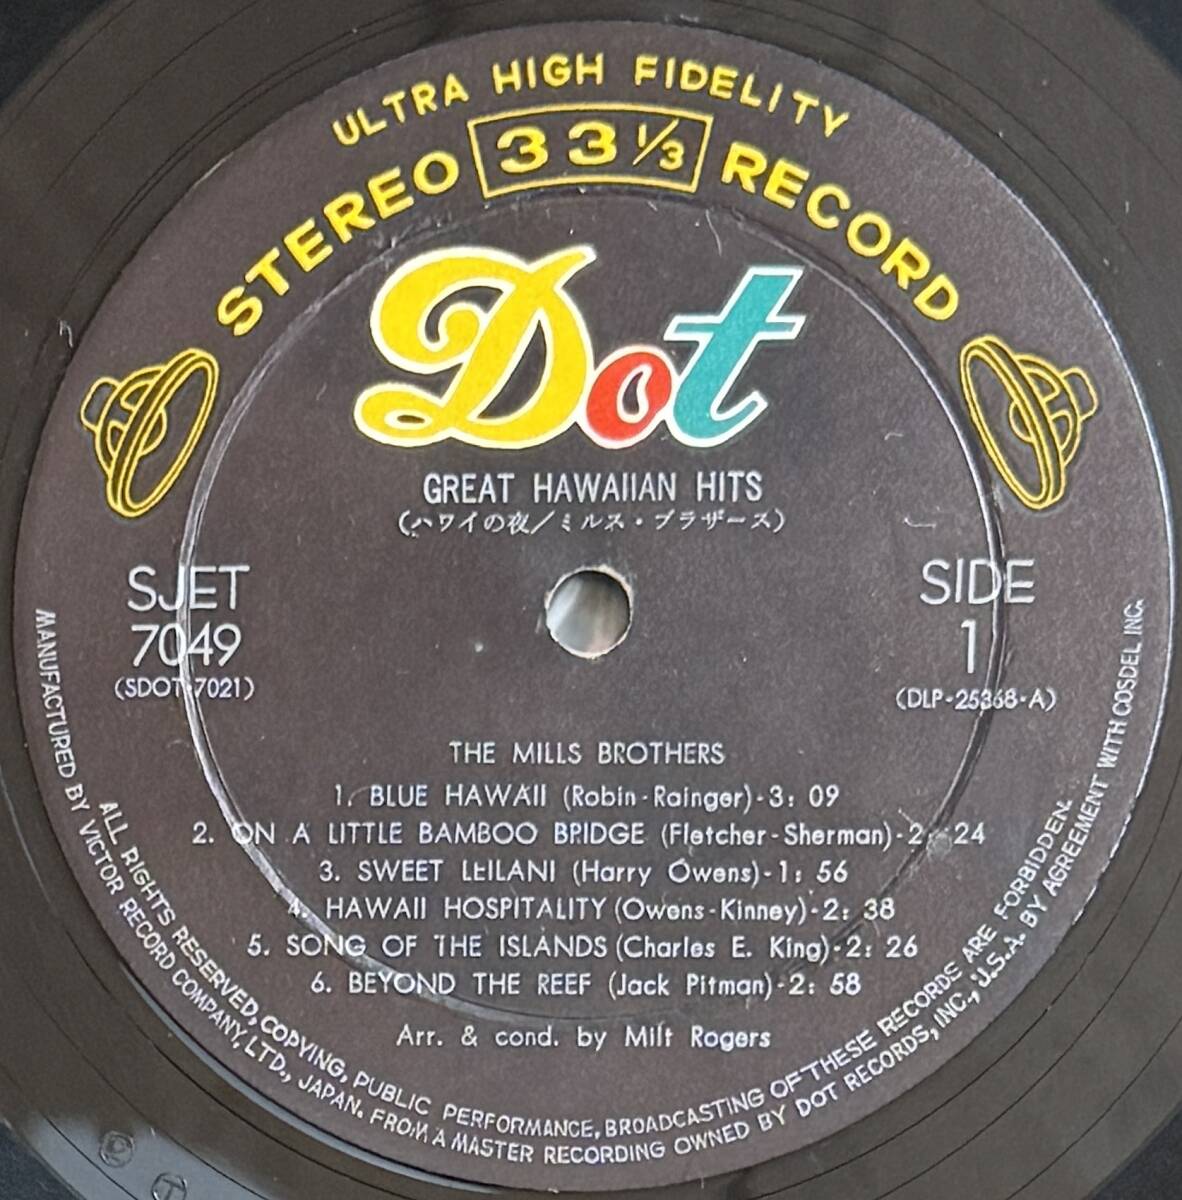 ULTRA HIGH FIDELITY
STEREO 33 1/3 RECORD
Dot
GREAT HAWAIIAN HITS
(ハワイの夜／ミルス・ブラザース)
SJET
7049
(SDOT-7021)
SIDE
1
(DLP-25368-A)
THE MILLS BROTHERS
1. BLUE HAWAII (Robin-Rainger)-3: 09
2. ON A LITTLE BAMBOO BRIDGE (Fletcher-Sherman)-2: 24
3. SWEET LEILANI (Harry Owens)-1: 56
4. HAWAII HOSPITALITY (Owens-Kinney)-2: 38
5. SONG OF THE ISLANDS (Charles E. King)-2: 26
6. BEYOND THE REEF (Jack Pitman)-2: 58
Arr. & cond. by Milt Rogers
ALL RIGHTS RESERVED, COPYING, PUBLIC PERFORMANCE, BROADCASTING OF THESE RECORDS ARE FORBIDDEN.
MANUFACTURED BY VICTOR RECORD COMPANY, LTD., JAPAN. FROM A MASTER RECORDING OWNED BY DOT RECORDS, INC., U.S.A. BY AGREEMENT WITH COSDEL INC.
P
T